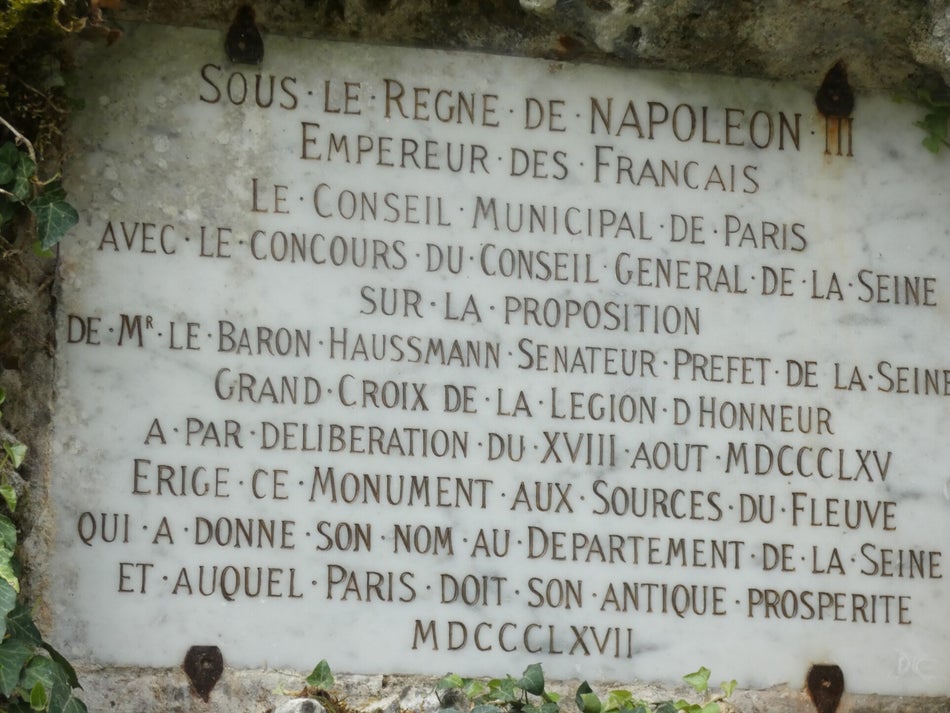 SOUS·LE·REGNE·DE·NAPOLEON·III
EMPEREUR·DES·FRANCAIS
LE·CONSEIL·MUNICIPAL·DE·PARIS
AVEC·LE·CONCOURS·DU·CONSEIL·GENERAL·DE·LA·SEINE
SUR·LA·PROPOSITION
DE·MR·LE·BARON·HAUSSMANN·SENATEUR·PREFET·DE·LA·SEINE
GRAND·CROIX·DE·LA·LEGION·D'HONNEUR
A·PAR·DELIBERATION·DU·XVIII·AOUT·MDCCCLXV
ERIGE·CE·MONUMENT·AUX·SOURCES·DU·FLEUVE
QUI·A·DONNE·SON·NOM·AU·DEPARTEMENT·DE·LA·SEINE
ET·AUQUEL·PARIS·DOIT·SON·ANTIQUE·PROSPERITE
MDCCCLXVII